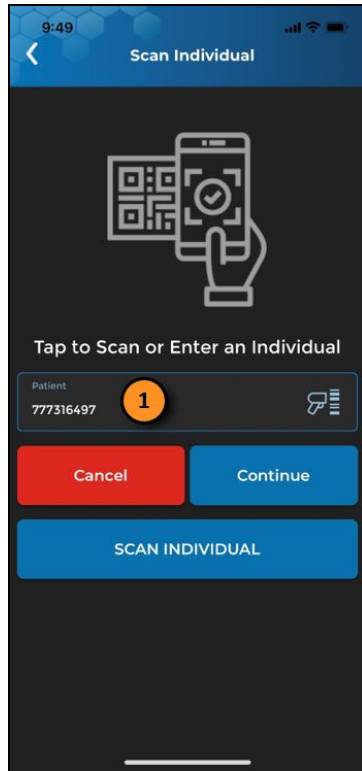 9:49
Scan Individual
Tap to Scan or Enter an Individual
Patient
777316497
1
Cancel
Continue
SCAN INDIVIDUAL